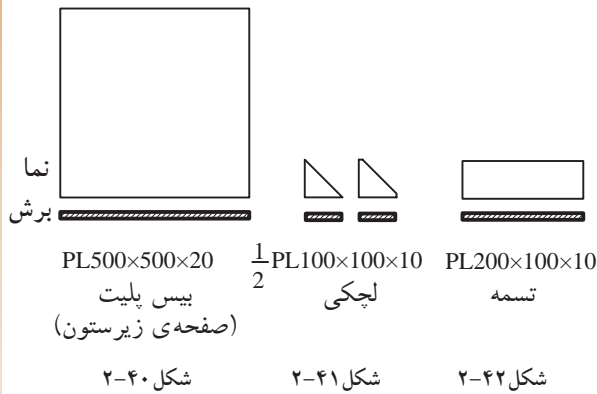 نما
برش
PL500×500×20
بیس پلیت
(صفحه‌ی زیرستون)
شکل ۴۰-۲
1/2 PL100×100×10
لچکی
شکل ۴۱-۲
PL200×100×10
تسمه
شکل ۴۲-۲